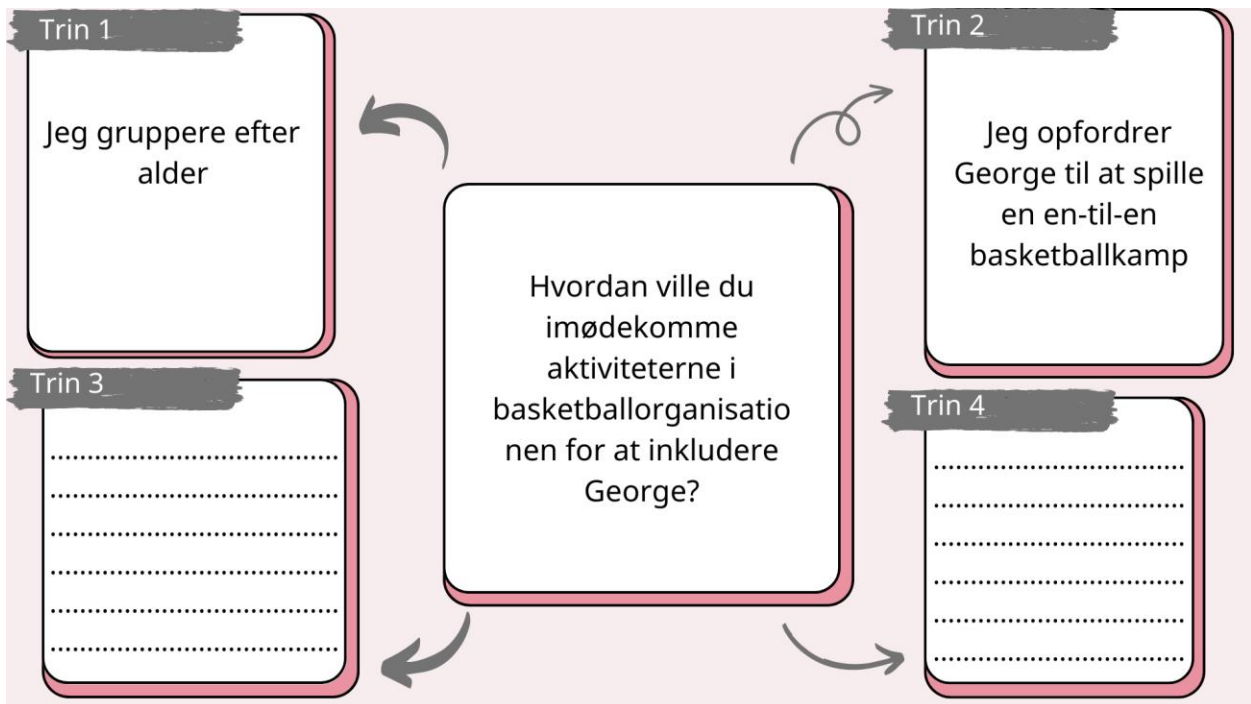 Trin 1
Jeg gruppere efter
alder
Trin 2
Jeg opfordrer
George til at spille
en en-til-en
basketballkamp
Hvordan ville du
imødekomme
aktiviteterne i
basketballorganisatio
nen for at inkludere
George?
Trin 3
......................................
......................................
......................................
......................................
......................................
......................................
Trin 4
.................................
.................................
.................................
.................................
.................................
.................................